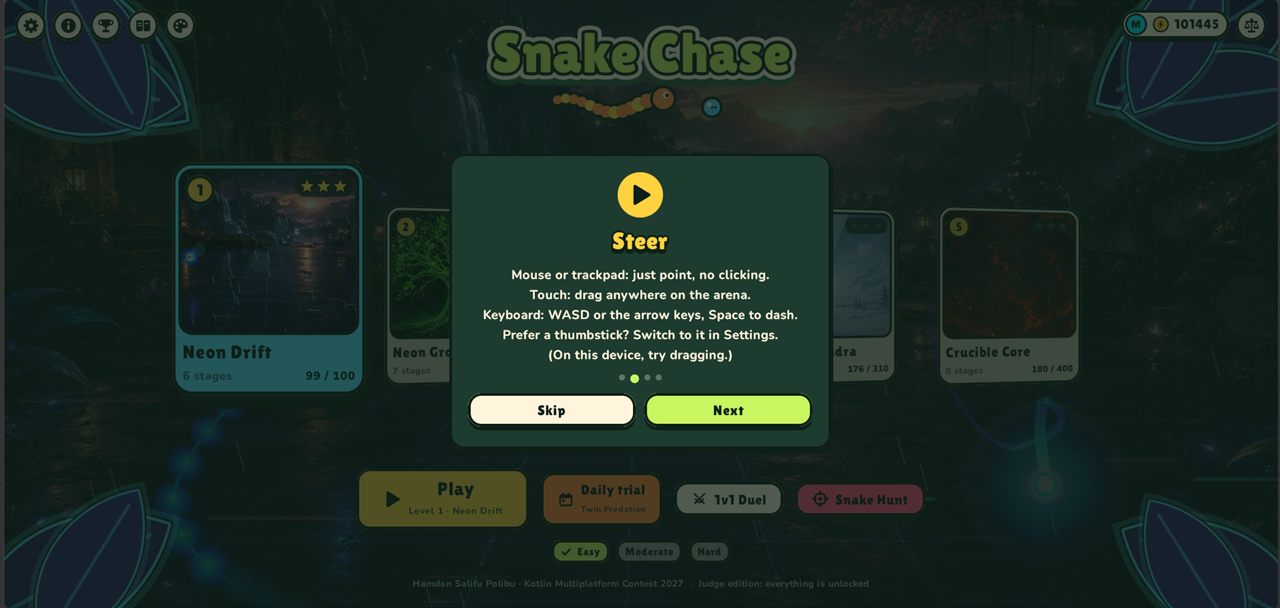 M 101445
Snake Chase
1
Neon Drift
6 stages 99 / 100
2
Neon Gro
7 stages
dra
176 / 310
5
Crucible Core
8 stages 180 / 400
Steer
Mouse or trackpad: just point, no clicking.
Touch: drag anywhere on the arena.
Keyboard: WASD or the arrow keys, Space to dash.
Prefer a thumbstick? Switch to it in Settings.
(On this device, try dragging.)
Skip
Next
Play
Level 1 · Neon Drift
Daily trial
Twin Predation
1v1 Duel
Snake Hunt
Easy
Moderate
Hard
Hamdan Salifu Polibu · Kotlin Multiplatform Contest 2027 · Judge edition: everything is unlocked